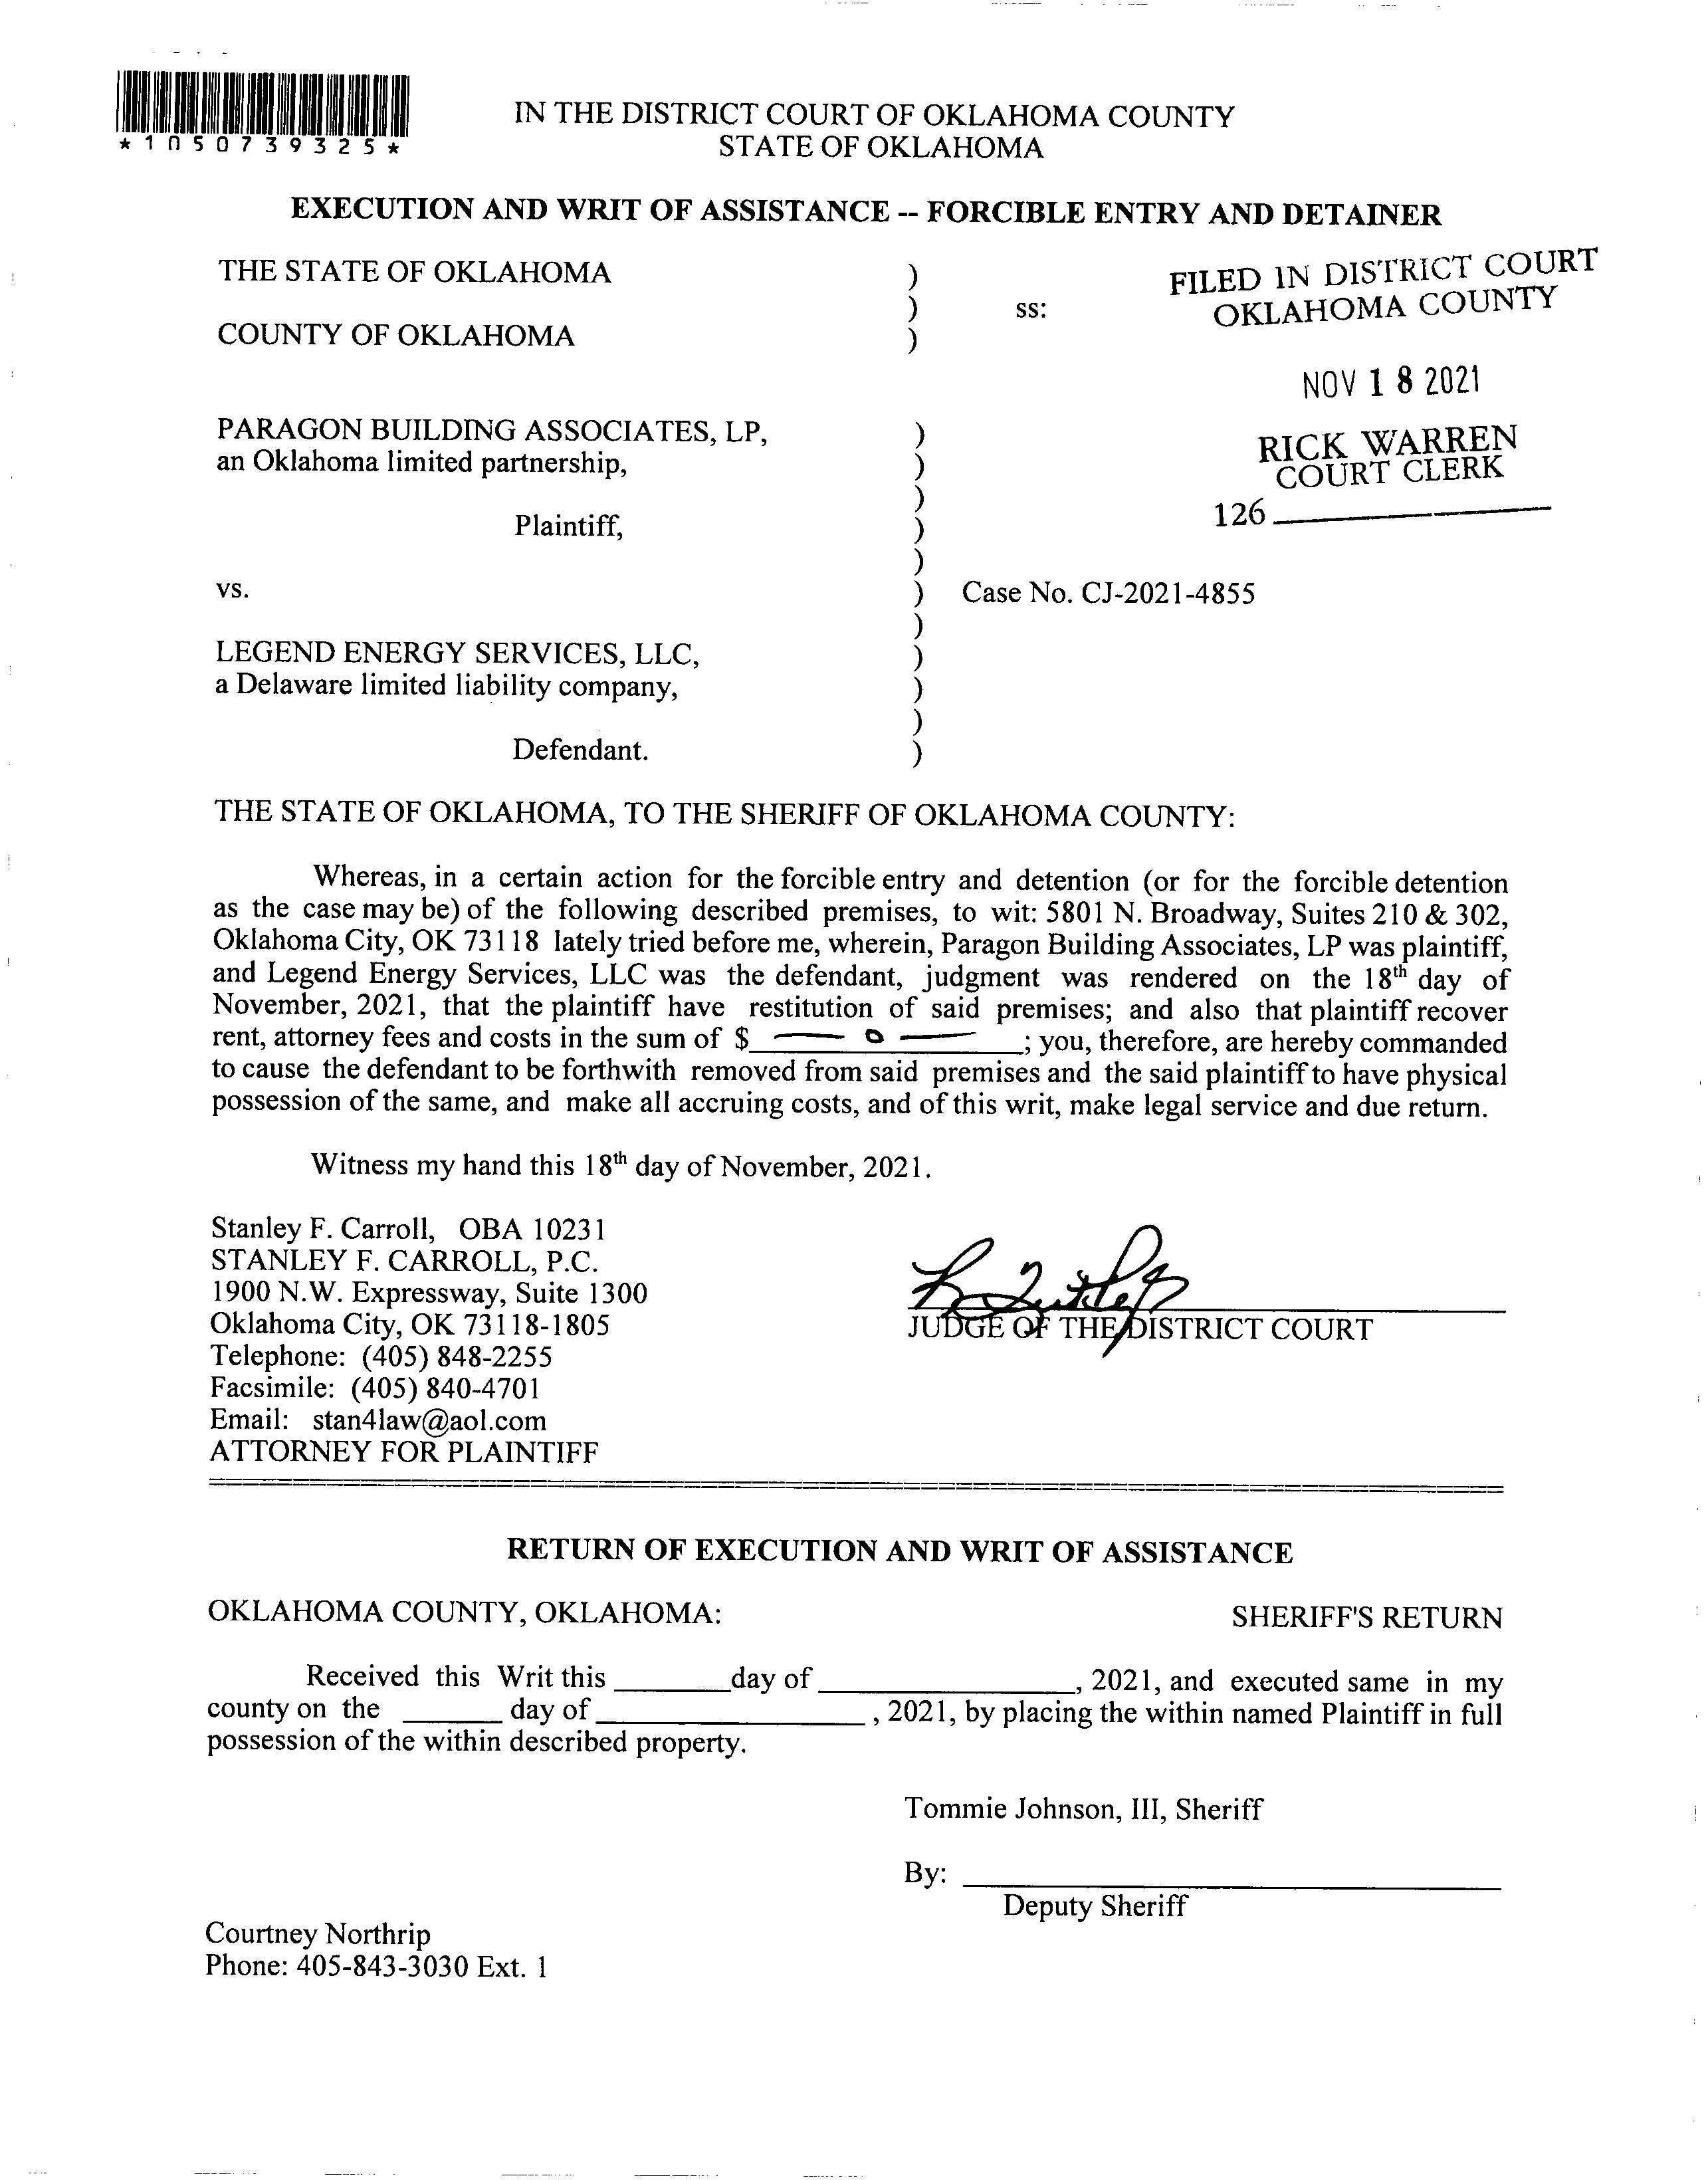 *1050739325*
IN THE DISTRICT COURT OF OKLAHOMA COUNTY
STATE OF OKLAHOMA
EXECUTION AND WRIT OF ASSISTANCE -- FORCIBLE ENTRY AND DETAINER
THE STATE OF OKLAHOMA )
) ss:
COUNTY OF OKLAHOMA )
FILED IN DISTRICT COURT
OKLAHOMA COUNTY
NOV 18 2021
RICK WARREN
COURT CLERK
126
PARAGON BUILDING ASSOCIATES, LP, )
an Oklahoma limited partnership, )
)
Plaintiff, )
)
vs. ) Case No. CJ-2021-4855
)
LEGEND ENERGY SERVICES, LLC, )
a Delaware limited liability company, )
)
Defendant. )
THE STATE OF OKLAHOMA, TO THE SHERIFF OF OKLAHOMA COUNTY:
Whereas, in a certain action for the forcible entry and detention (or for the forcible detention
as the case may be) of the following described premises, to wit: 5801 N. Broadway, Suites 210 & 302,
Oklahoma City, OK 73118 lately tried before me, wherein, Paragon Building Associates, LP was plaintiff,
and Legend Energy Services, LLC was the defendant, judgment was rendered on the 18th day of
November, 2021, that the plaintiff have restitution of said premises; and also that plaintiff recover
rent, attorney fees and costs in the sum of $ — 0 — ; you, therefore, are hereby commanded
to cause the defendant to be forthwith removed from said premises and the said plaintiff to have physical
possession of the same, and make all accruing costs, and of this writ, make legal service and due return.
Witness my hand this 18th day of November, 2021.
Stanley F. Carroll, OBA 10231
STANLEY F. CARROLL, P.C.
1900 N.W. Expressway, Suite 1300
Oklahoma City, OK 73118-1805
Telephone: (405) 848-2255
Facsimile: (405) 840-4701
Email: stan4law@aol.com
ATTORNEY FOR PLAINTIFF
JUDGE OF THE DISTRICT COURT
RETURN OF EXECUTION AND WRIT OF ASSISTANCE
OKLAHOMA COUNTY, OKLAHOMA: SHERIFF'S RETURN
Received this Writ this _______ day of ________________, 2021, and executed same in my
county on the ______ day of ________________, 2021, by placing the within named Plaintiff in full
possession of the within described property.
Tommie Johnson, III, Sheriff
By: ________________
Deputy Sheriff
Courtney Northrip
Phone: 405-843-3030 Ext. 1